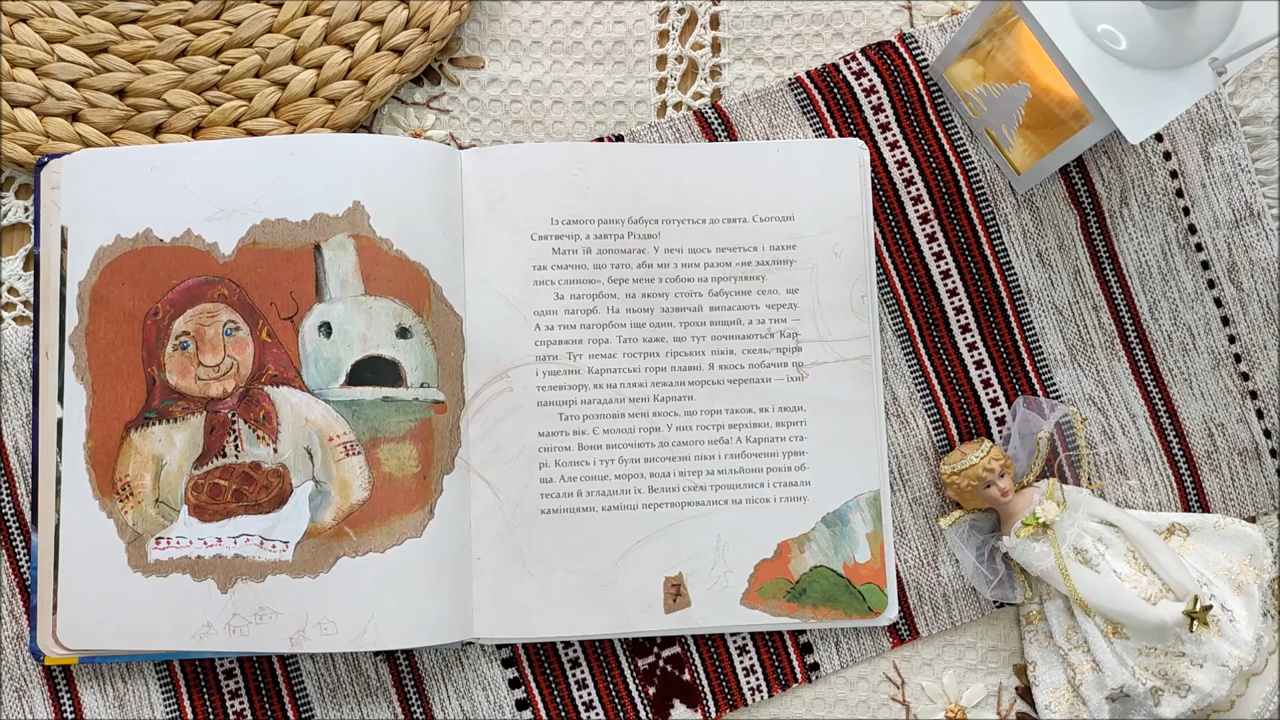 Із самого ранку бабуся готується до свята. Сьогодні
Святвечір, а завтра Різдво!
Мати їй допомагає. У печі щось печеться і пахне
так смачно, що тато, аби ми з ним разом «не захлину-
лись слиною», бере мене з собою на прогулянку.
За пагорбом, на якому стоїть бабусине село, ще
один пагорб. На ньому зазвичай випасають череду.
А за тим пагорбом іще один, трохи вищий, а за тим —
справжня гора. Тато каже, що тут починаються Кар-
пати. Тут немає гострих гірських піків, скель, прірв
і ущелин. Карпатські гори плавні. Я якось побачив по
телевізору, як на пляжі лежали морські черепахи — їхні
панцирі нагадали мені Карпати.
Тато розповів мені якось, що гори також, як і люди,
мають вік. Є молоді гори. У них гострі верхівки, вкриті
снігом. Вони височіють до самого неба! А Карпати ста-
рі. Колись і тут були височезні піки і глибоченні урви-
ща. Але сонце, мороз, вода і вітер за мільйони років об-
тесали й згладили їх. Великі скелі трощилися і ставали
камінцями, камінці перетворювалися на пісок і глину.
7